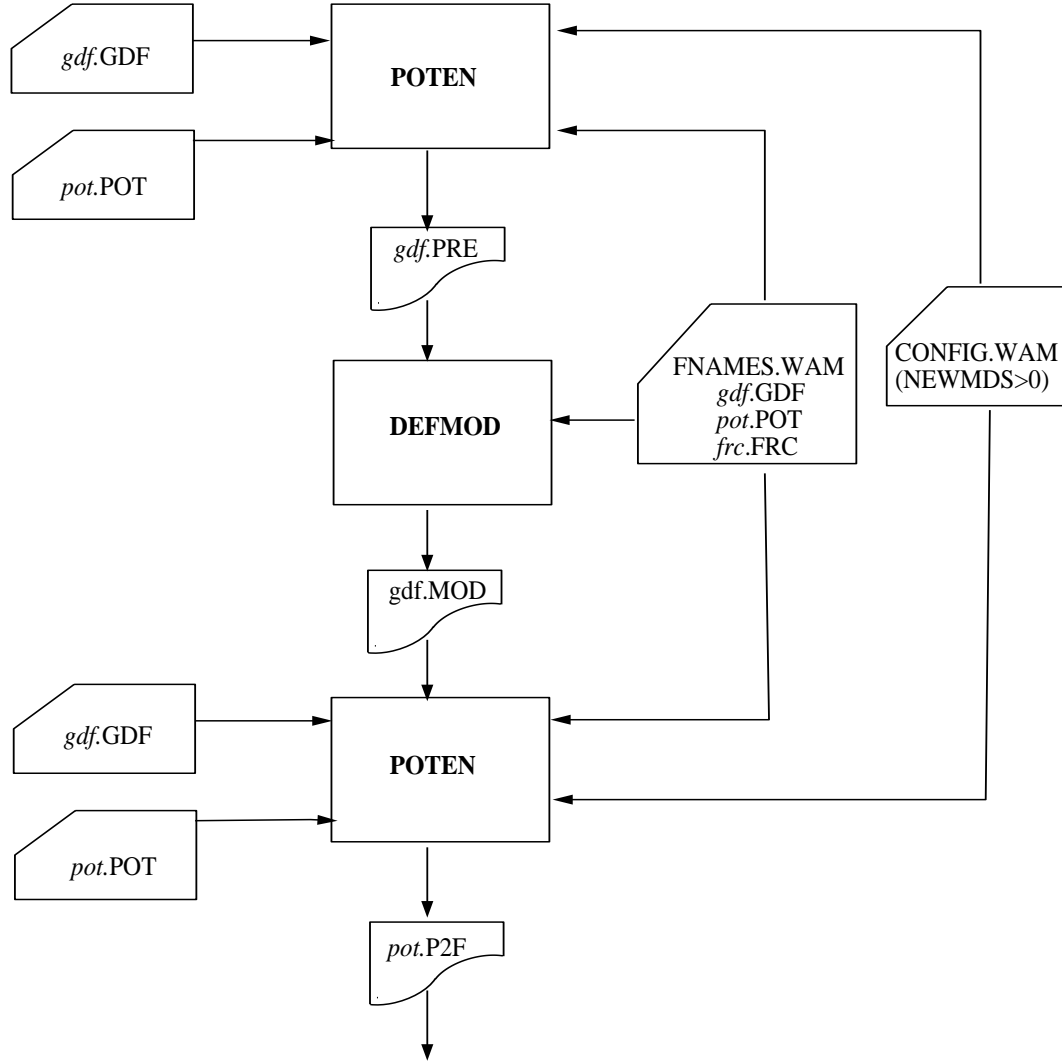 gdf.GDF
POTEN
pot.POT
gdf.PRE
FNAMES.WAM
gdf.GDF
pot.POT
frc.FRC
CONFIG.WAM
(NEWMDS>0)
DEFMOD
gdf.MOD
gdf.GDF
POTEN
pot.POT
pot.P2F